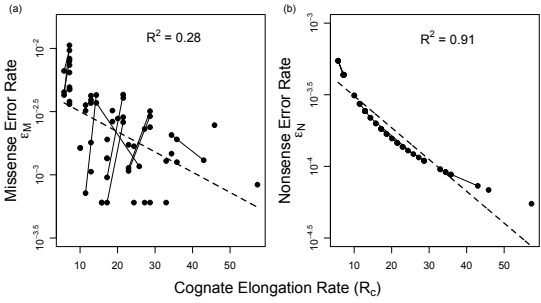 (a)
R² = 0.28
Missense Error Rate
εM
10⁻²
10⁻²·⁵
10⁻³
10⁻³·⁵
10 20 30 40 50
(b)
R² = 0.91
Nonsense Error Rate
εN
10⁻³
10⁻³·⁵
10⁻⁴
10⁻⁴·⁵
10 20 30 40 50
Cognate Elongation Rate (Rc)